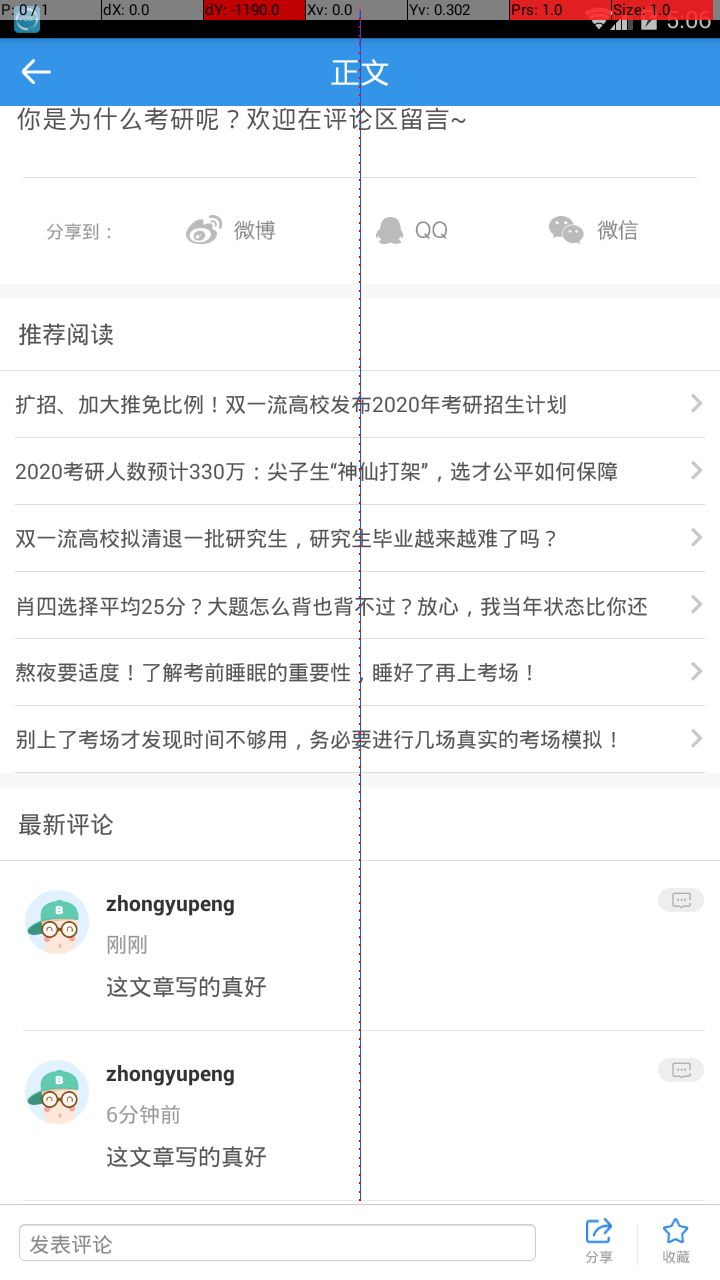 P: 0 / 1 dX: 0.0 dY: -1190.0 Xv: 0.0 Yv: 0.302 Prs: 1.0 Size: 1.0
5:06
正文
你是为什么考研呢？欢迎在评论区留言~
分享到： 微博 QQ 微信
推荐阅读
扩招、加大推免比例！双一流高校发布2020年考研招生计划
2020考研人数预计330万：尖子生“神仙打架”，选才公平如何保障
双一流高校拟清退一批研究生，研究生毕业越来越难了吗？
肖四选择平均25分？大题怎么背也背不过？放心，我当年状态比你还
熬夜要适度！了解考前睡眠的重要性，睡好了再上考场！
别上了考场才发现时间不够用，务必要进行几场真实的考场模拟！
最新评论
zhongyupeng
刚刚
这文章写的真好
zhongyupeng
6分钟前
这文章写的真好
发表评论 分享 收藏